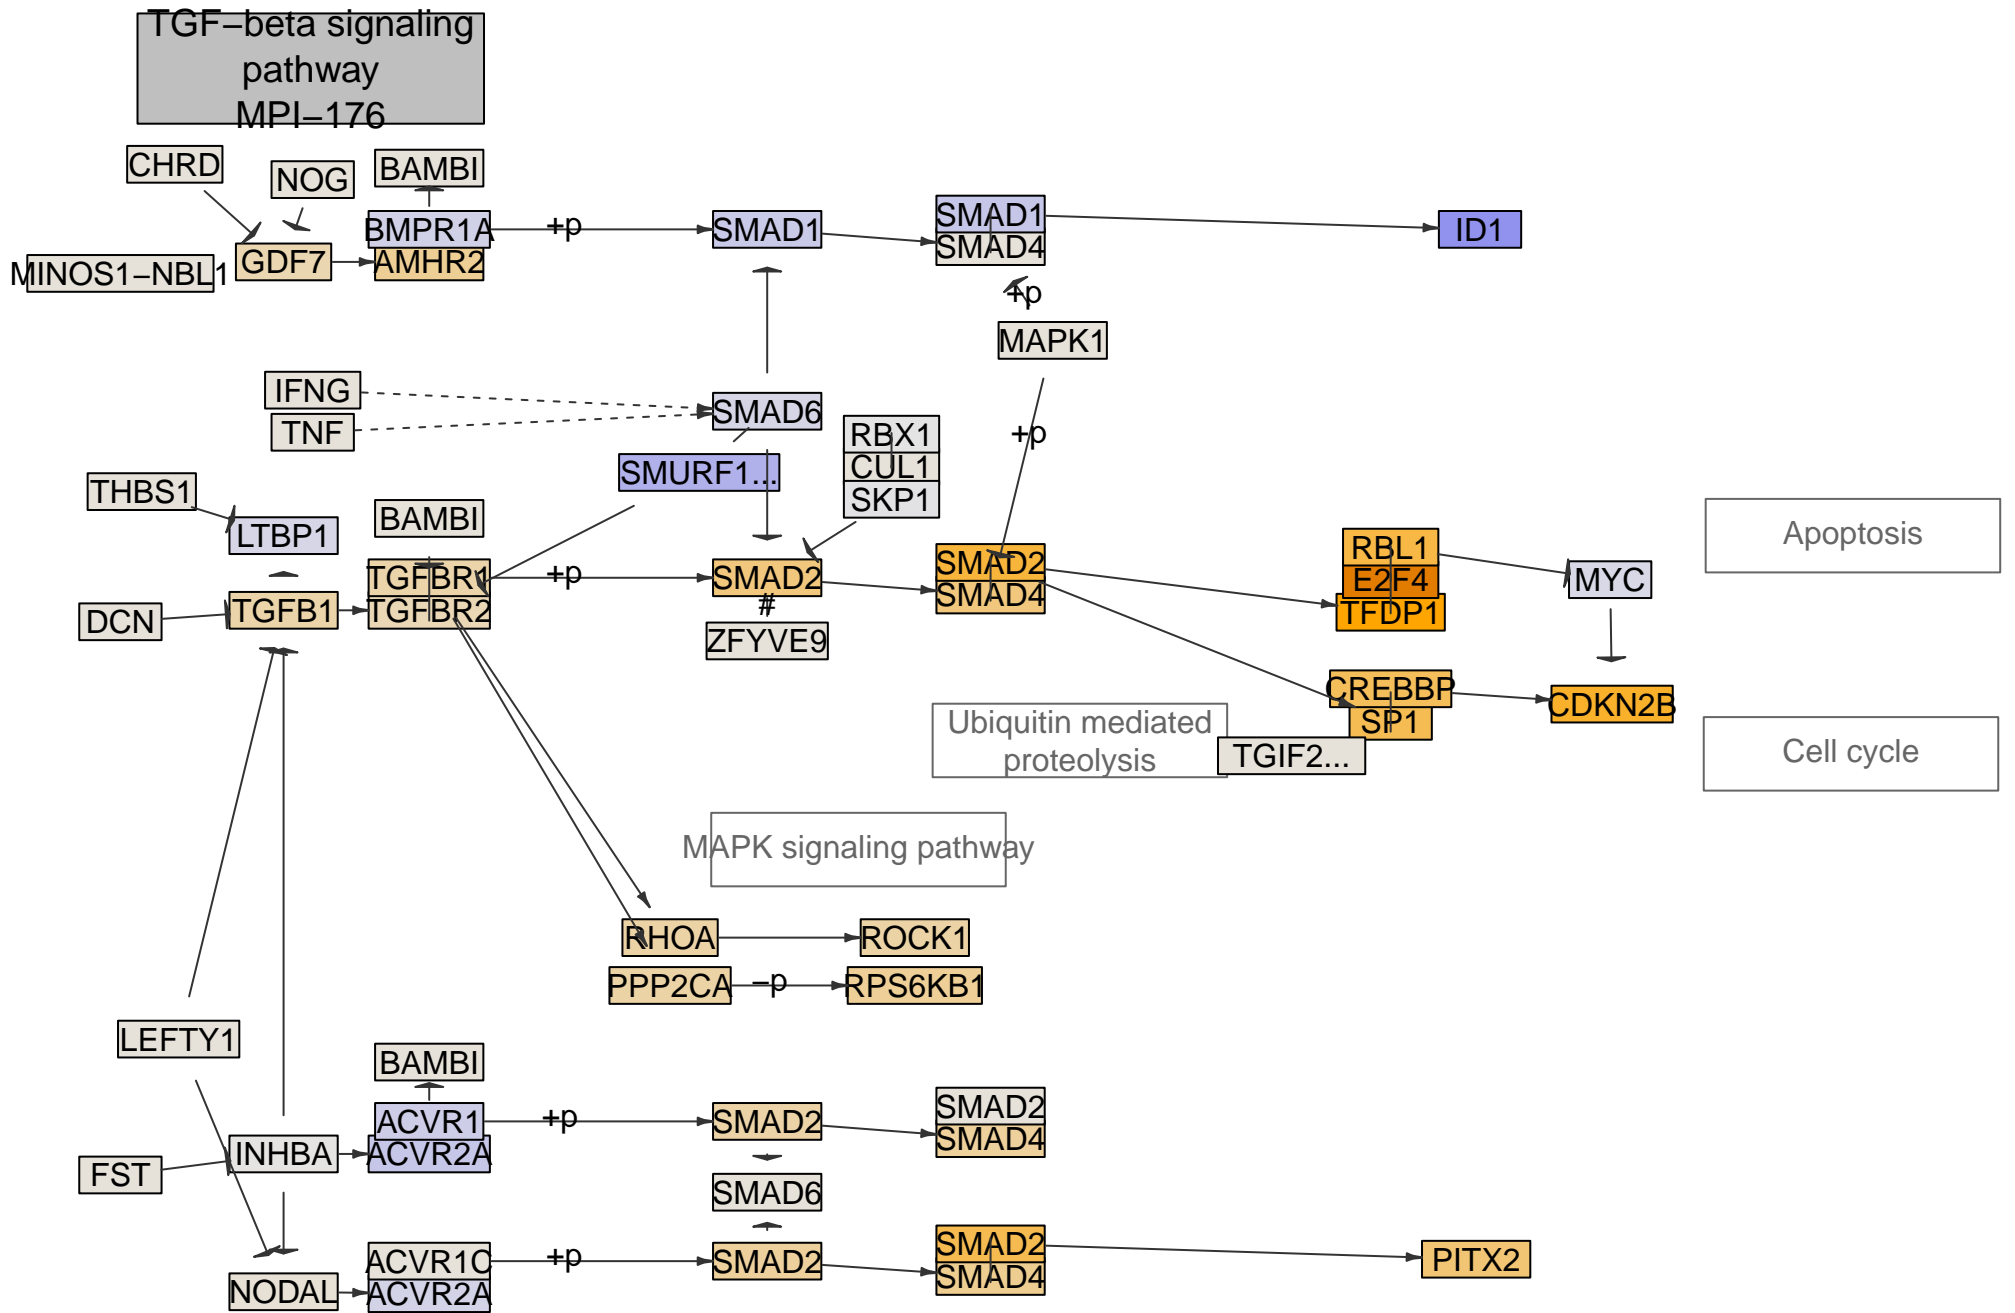 TGF−beta signaling
pathway
MPI−176
CHRD
NOG
BAMBI
BMPR1A
+p
SMAD1
SMAD1
SMAD4
ID1
MINOS1−NBL1
GDF7
AMHR2
+p
MAPK1
IFNG
TNF
SMAD6
+p
RBX1
CUL1
SKP1
SMURF1...
THBS1
LTBP1
BAMBI
TGFBR1
TGFBR2
+p
SMAD2
#
ZFYVE9
SMAD2
SMAD4
RBL1
E2F4
TFDP1
MYC
Apoptosis
DCN
TGFB1
CREBBP
SP1
TGIF2...
CDKN2B
Ubiquitin mediated
proteolysis
Cell cycle
MAPK signaling pathway
RHOA
ROCK1
PPP2CA
−p
RPS6KB1
LEFTY1
BAMBI
ACVR1
ACVR2A
+p
SMAD2
SMAD2
SMAD4
INHBA
FST
SMAD6
ACVR1C
ACVR2A
+p
SMAD2
SMAD2
SMAD4
PITX2
NODAL